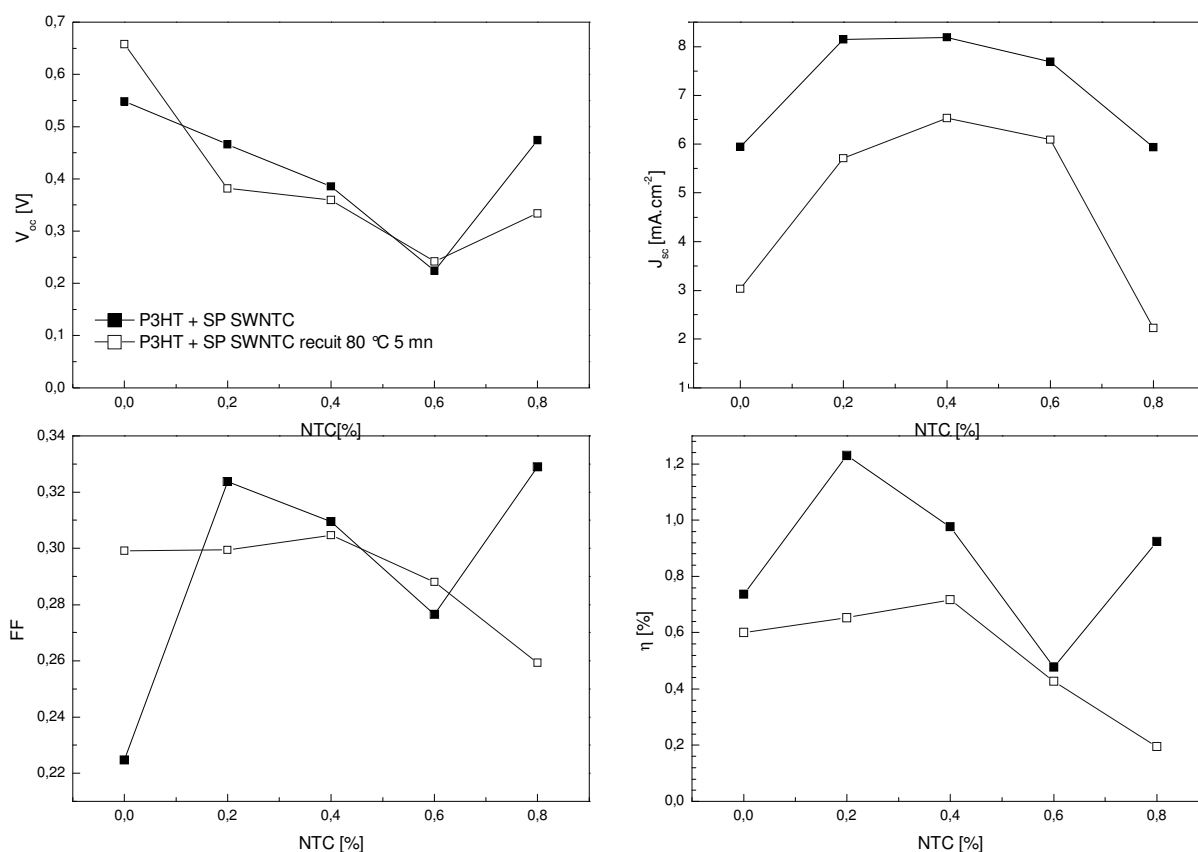 0,7
0,6
0,5
0,4
0,3
0,2
0,1
0,0
V_oc [V]
P3HT + SP SWNTC
P3HT + SP SWNTC recuit 80 °C 5 mn
0,0 0,2 0,4 0,6 0,8
NTC[%]
8
7
6
5
4
3
2
1
J_sc [mA.cm^-2]
0,0 0,2 0,4 0,6 0,8
NTC [%]
0,34
0,32
0,30
0,28
0,26
0,24
0,22
FF
0,0 0,2 0,4 0,6 0,8
NTC [%]
1,2
1,0
0,8
0,6
0,4
0,2
0,0
η [%]
0,0 0,2 0,4 0,6 0,8
NTC [%]